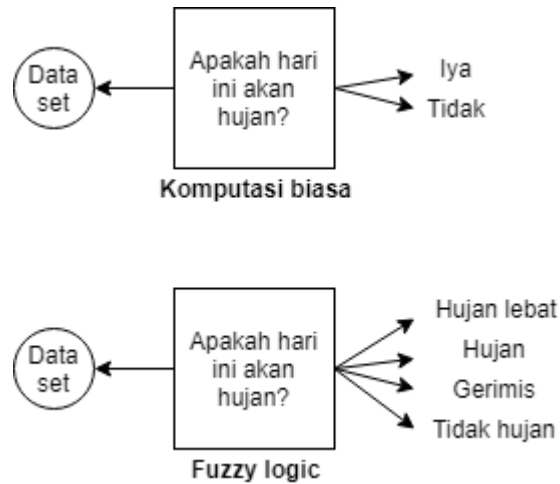 Data
set
Apakah hari
ini akan
hujan?
Iya
Tidak
Komputasi biasa
Data
set
Apakah hari
ini akan
hujan?
Hujan lebat
Hujan
Gerimis
Tidak hujan
Fuzzy logic